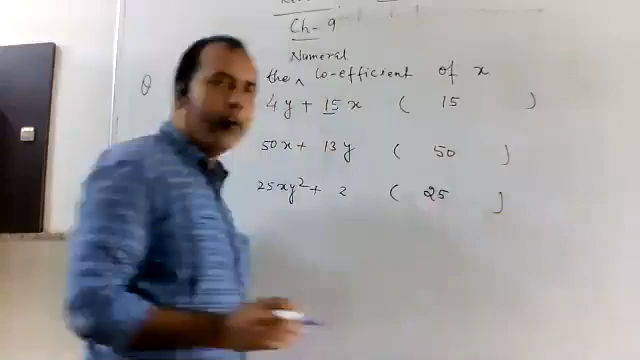 Ch-9
Numeral
Q the ^ Co-efficient of x
4y + 15x ( 15 )
50x + 13y ( 50 )
25xy² + 2 ( 25 )